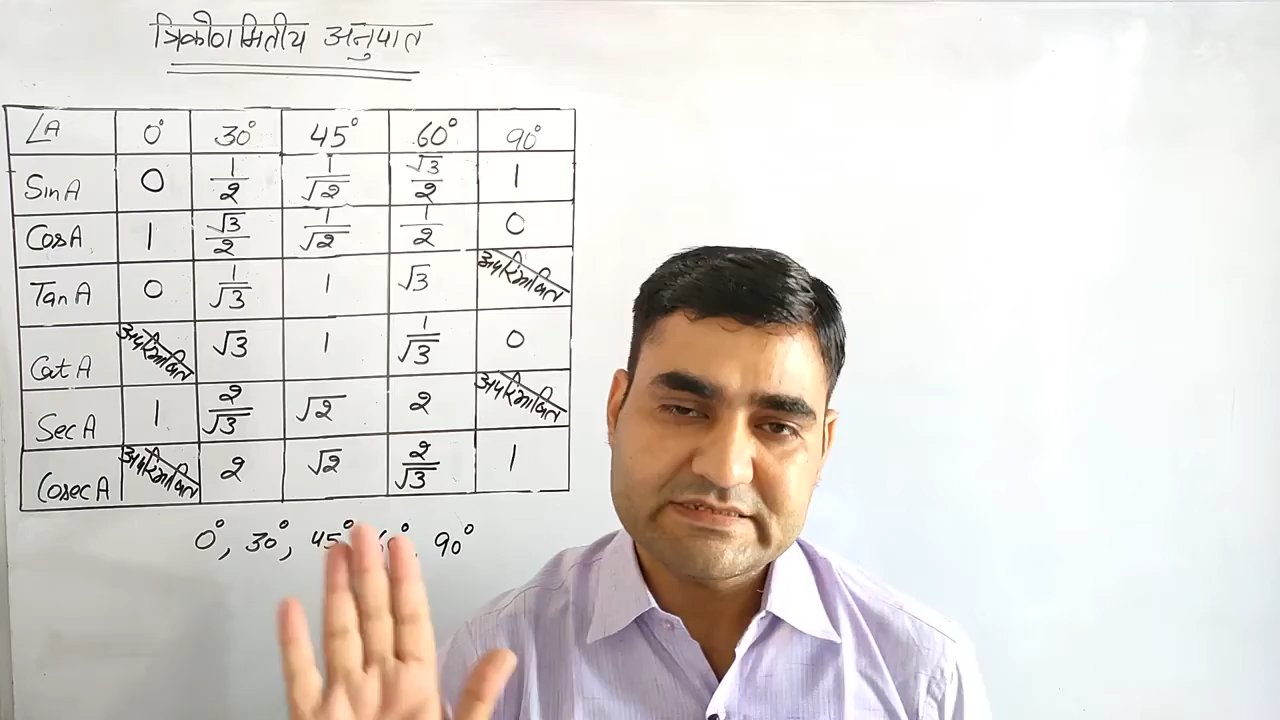 त्रिकोणमितीय अनुपात
∠A 0° 30° 45° 60° 90°
SinA 0 1/2 1/√2 √3/2 1
CosA 1 √3/2 1/√2 1/2 0
TanA 0 1/√3 1 √3 अपरिभाषित
CotA अपरिभाषित √3 1 1/√3 0
SecA 1 2/√3 √2 2 अपरिभाषित
CosecA अपरिभाषित 2 √2 2/√3 1
0°, 30°, 45° 90°